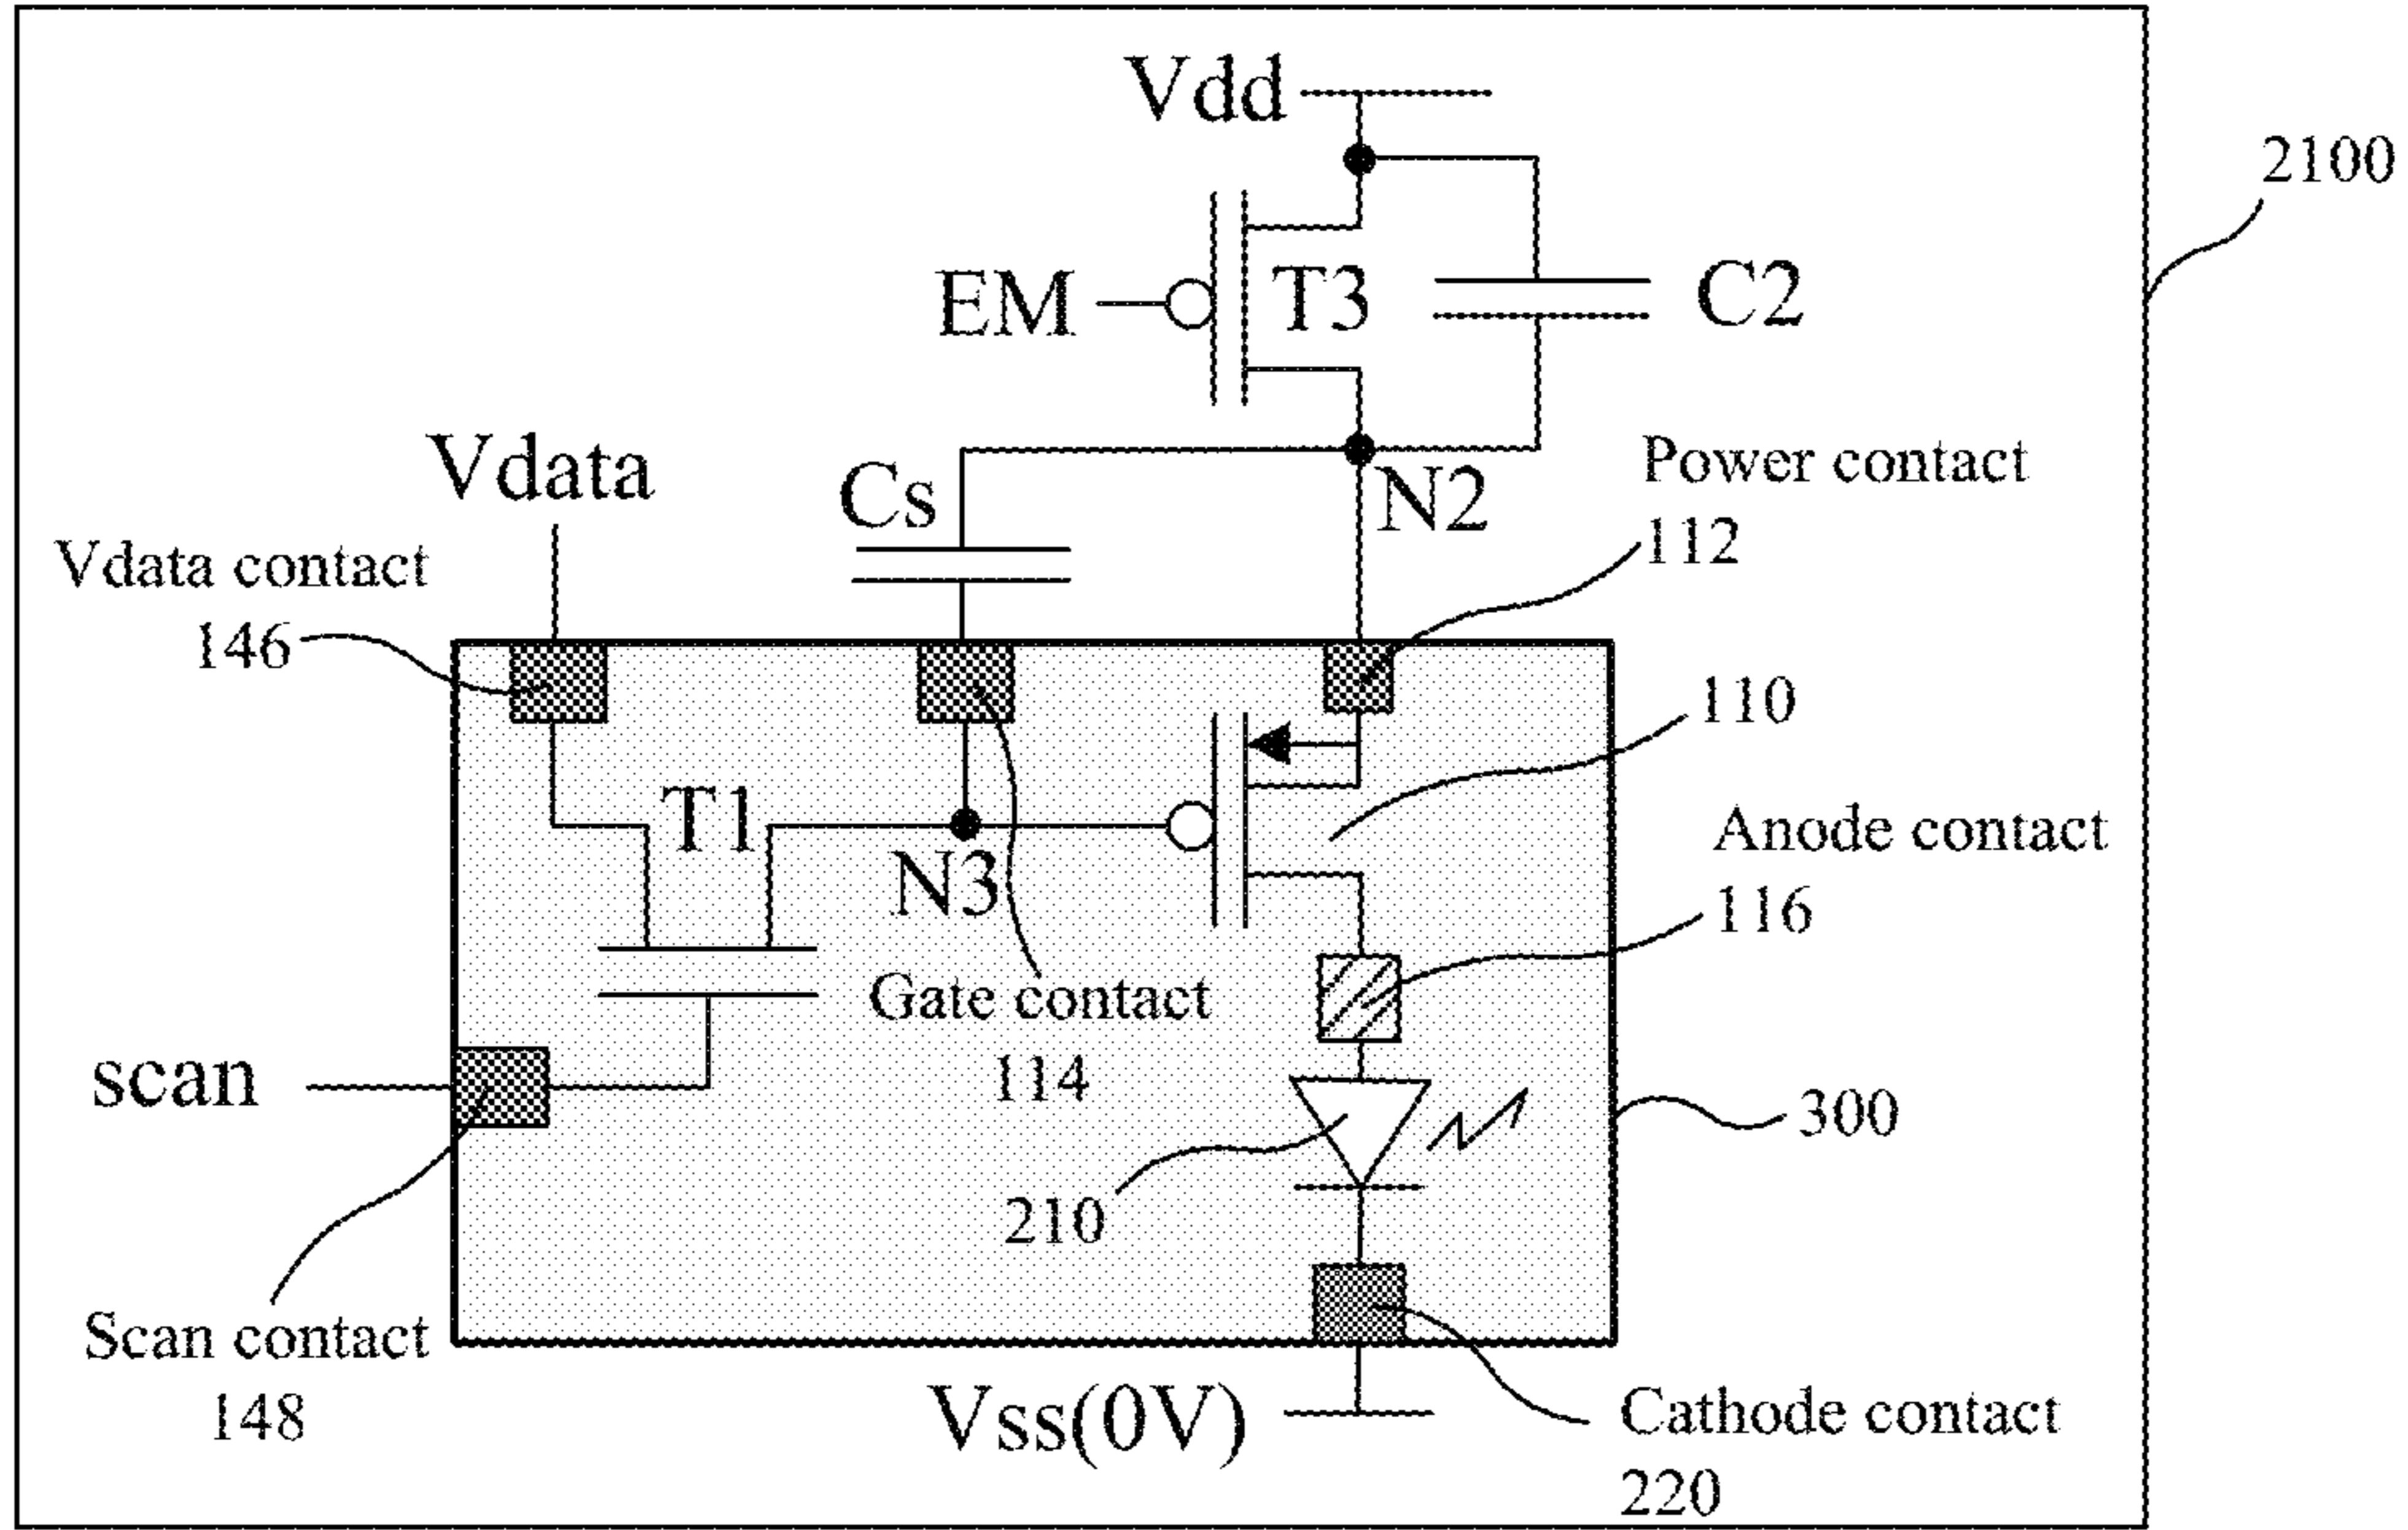 Vdd
2100
EM
T3
C2
Vdata
Cs
N2
Power contact
112
Vdata contact
146
110
T1
N3
Anode contact
116
Gate contact
114
scan
300
210
Scan contact
148
Vss(0V)
Cathode contact
220